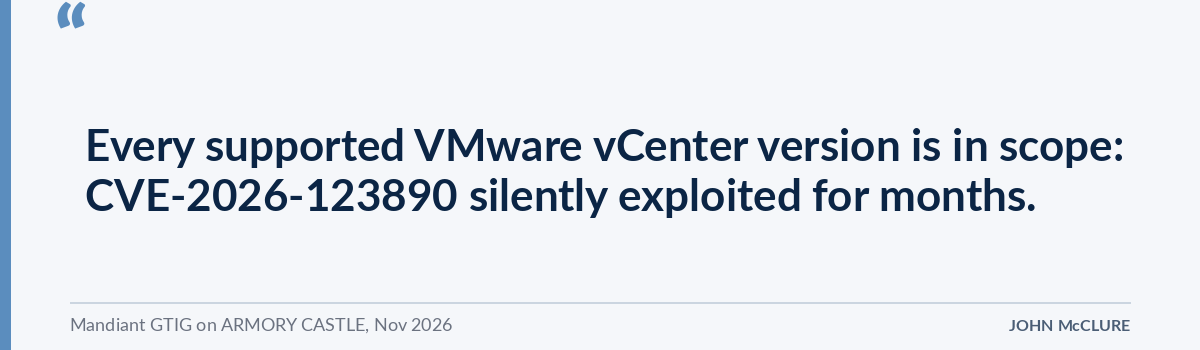 “
Every supported VMware vCenter version is in scope:
CVE-2026-123890 silently exploited for months.
Mandiant GTIG on ARMORY CASTLE, Nov 2026
JOHN McCLURE